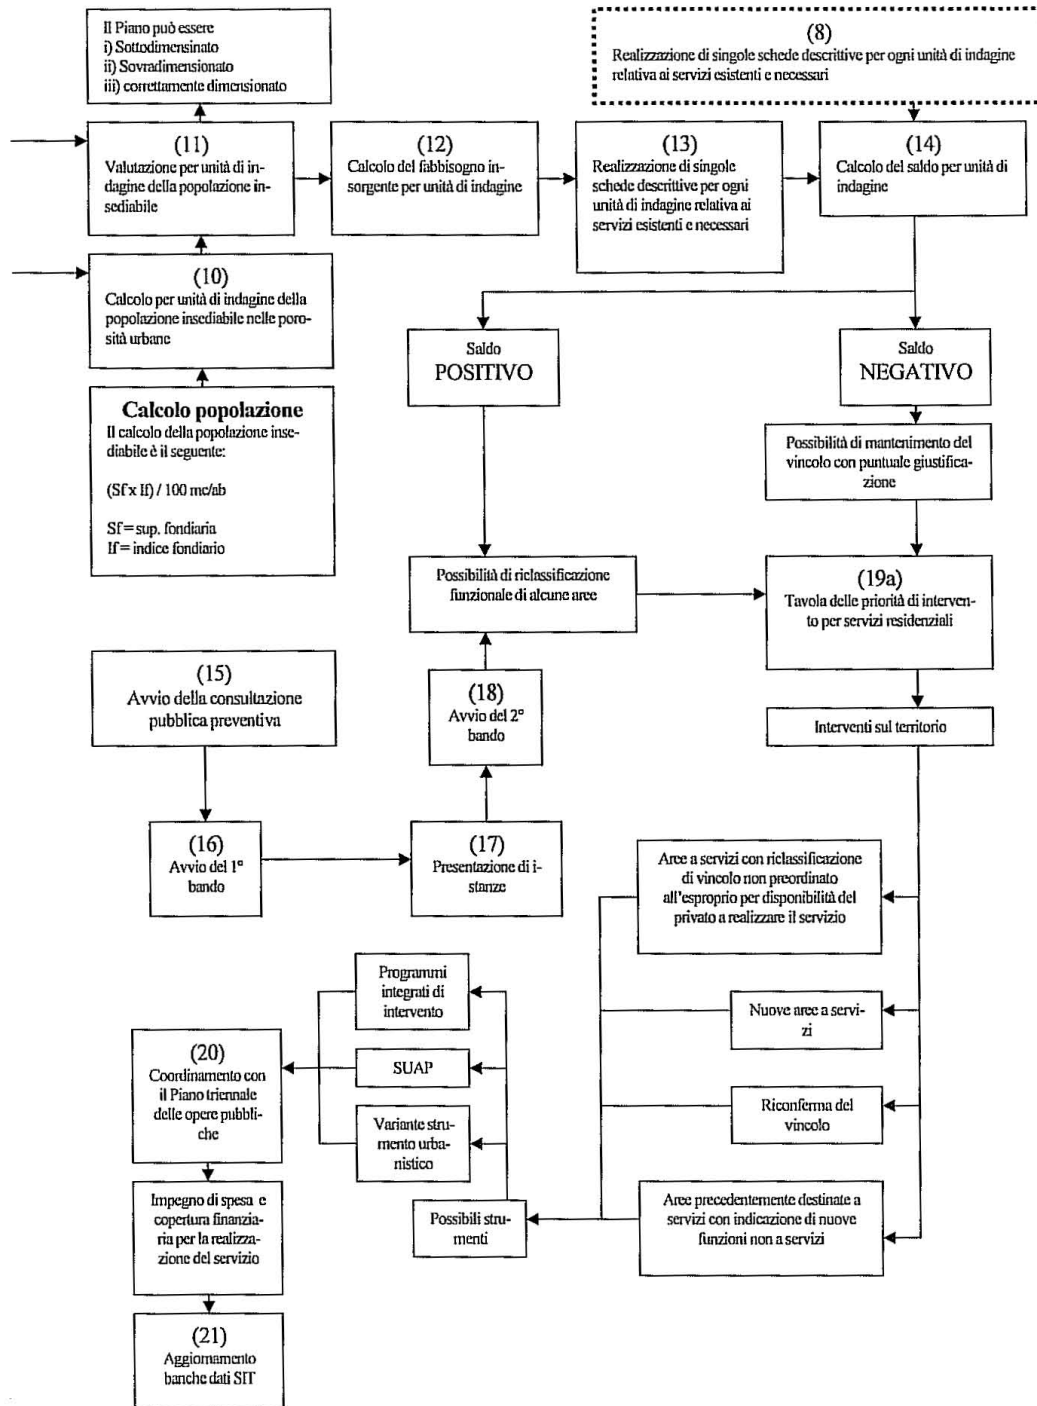 Il Piano può essere
i) Sottodimensinato
ii) Sovradimensionato
iii) correttamente dimensionato
(8)
Realizzazione di singole schede descrittive per ogni unità di indagine
relativa ai servizi esistenti e necessari
(11)
Valutazione per unità di in-
dagine della popolazione in-
sediabile
(12)
Calcolo del fabbisogno in-
sorgente per unità di indagine
(13)
Realizzazione di singole
schede descrittive per ogni
unità di indagine relativa ai
servizi esistenti e necessari
(14)
Calcolo del saldo per unità di
indagine
(10)
Calcolo per unità di indagine della
popolazione insediabile nelle poro-
sità urbane
Saldo
POSITIVO
Saldo
NEGATIVO
Calcolo popolazione
Il calcolo della popolazione inse-
diabile è il seguente:
(Sf x If) / 100 mc/ab
Sf= sup. fondiaria
If= indice fondiario
Possibilità di mantenimento del
vincolo con puntuale giustifica-
zione
Possibilità di riclassificazione
funzionale di alcune aree
(19a)
Tavola delle priorità di interven-
to per servizi residenziali
(15)
Avvio della consultazione
pubblica preventiva
(18)
Avvio del 2°
bando
Interventi sul territorio
(16)
Avvio del 1°
bando
(17)
Presentazione di i-
stanze
Aree a servizi con riclassificazione
di vincolo non preordinato
all'esproprio per disponibilità del
privato a realizzare il servizio
Programmi
integrati di
intervento
Nuove aree a servi-
zi
(20)
Coordinamento con
il Piano triennale
delle opere pubbli-
che
SUAP
Riconferma del
vincolo
Variante stru-
mento urba-
nistico
Impegno di spesa e
copertura finanzia-
ria per la realizza-
zione del servizio
Possibili stru-
menti
Aree precedentemente destinate a
servizi con indicazione di nuove
funzioni non a servizi
(21)
Aggiornamento
banche dati SIT